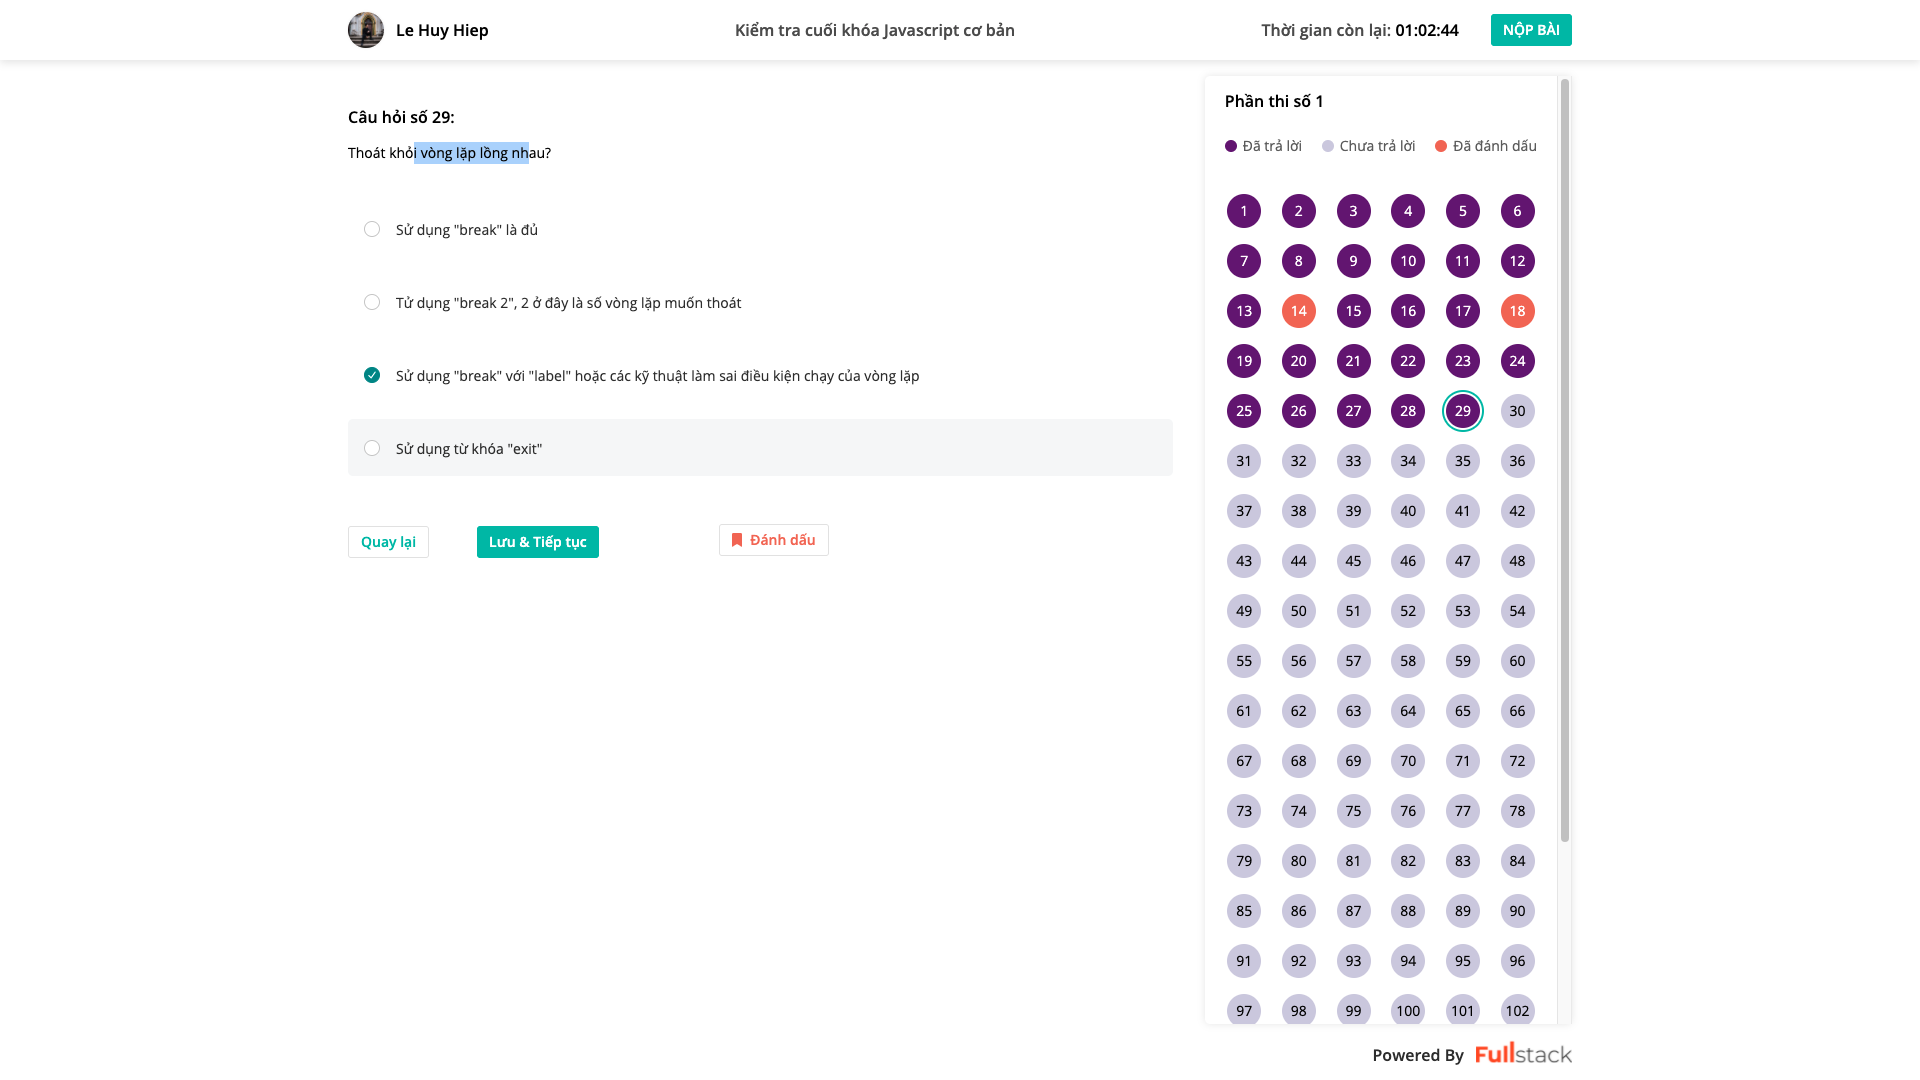 Le Huy Hiep
Kiểm tra cuối khóa Javascript cơ bản
Thời gian còn lại: 01:02:44
NỘP BÀI
Câu hỏi số 29:
Thoát khỏi vòng lặp lồng nhau?
Sử dụng "break" là đủ
Tử dụng "break 2", 2 ở đây là số vòng lặp muốn thoát
Sử dụng "break" với "label" hoặc các kỹ thuật làm sai điều kiện chạy của vòng lặp
Sử dụng từ khóa "exit"
Quay lại
Lưu & Tiếp tục
Đánh dấu
Phần thi số 1
Đã trả lời Chưa trả lời Đã đánh dấu
1 2 3 4 5 6
7 8 9 10 11 12
13 14 15 16 17 18
19 20 21 22 23 24
25 26 27 28 29 30
31 32 33 34 35 36
37 38 39 40 41 42
43 44 45 46 47 48
49 50 51 52 53 54
55 56 57 58 59 60
61 62 63 64 65 66
67 68 69 70 71 72
73 74 75 76 77 78
79 80 81 82 83 84
85 86 87 88 89 90
91 92 93 94 95 96
97 98 99 100 101 102
Powered By Fullstack